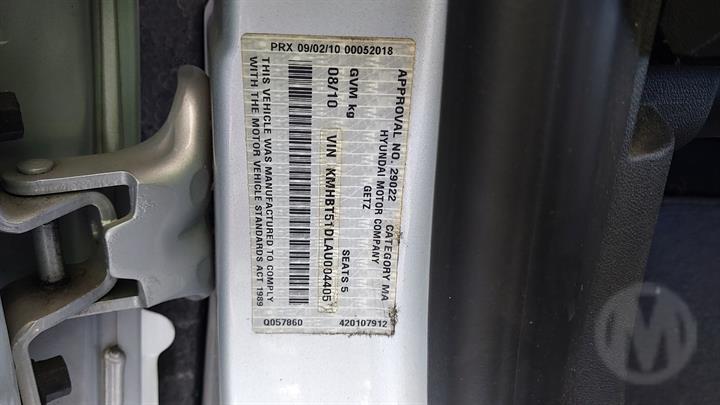 PRX 09/02/10 00052018
APPROVAL NO. 29022 CATEGORY MA
HYUNDAI MOTOR COMPANY
GETZ
GVM kg SEATS 5
08/10 VIN KMHBT51DLAU004405
THIS VEHICLE WAS MANUFACTURED TO COMPLY
WITH THE MOTOR VEHICLE STANDARDS ACT 1989
Q057860 420107912
M